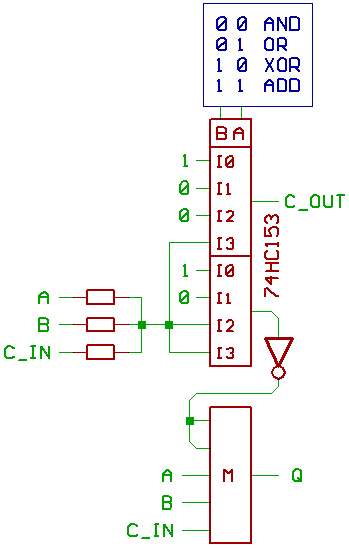 0 0 AND
0 1 OR
1 0 XOR
1 1 ADD
B A
1 I0
0 I1
C_OUT
0 I2
I3
74HC153
1 I0
A
0 I1
B
I2
C_IN
I3
A
M
Q
B
C_IN